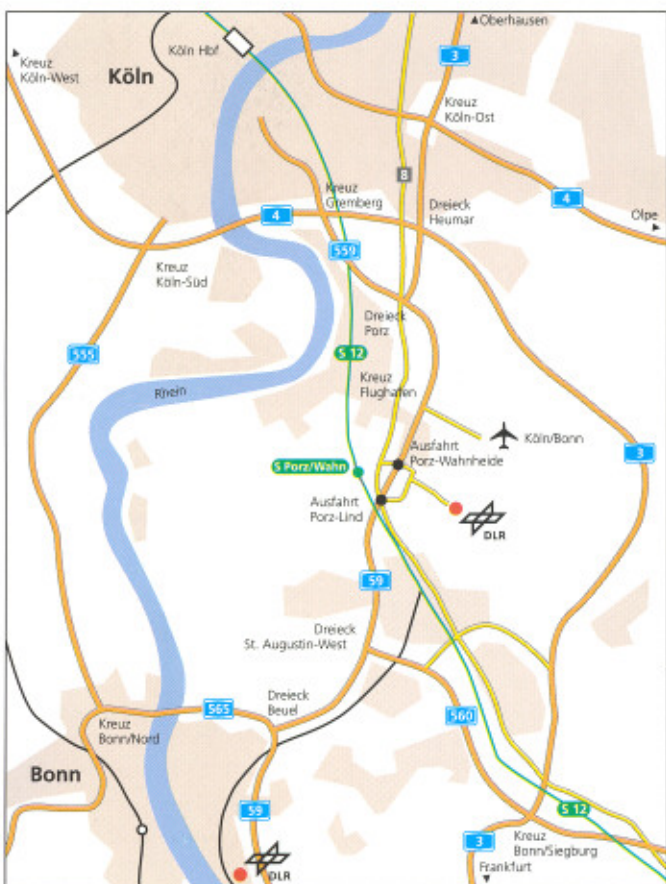 Oberhausen
Kreuz
Köln-West
Köln Hbf
Köln
3
Kreuz
Köln-Ost
8
Kreuz
Gremberg
Dreieck
Heumar
4
4
Olpe
559
Kreuz
Köln-Süd
Dreieck
Porz
555
S 12
Kreuz
Flughafen
Rhein
Köln/Bonn
Ausfahrt
Porz-Wahnheide
3
S Porz/Wahn
Ausfahrt
Porz-Lind
DLR
59
Dreieck
St. Augustin-West
Dreieck
Beuel
565
560
Kreuz
Bonn/Nord
Bonn
59
S 12
3
Kreuz
Bonn/Siegburg
Frankfurt
DLR